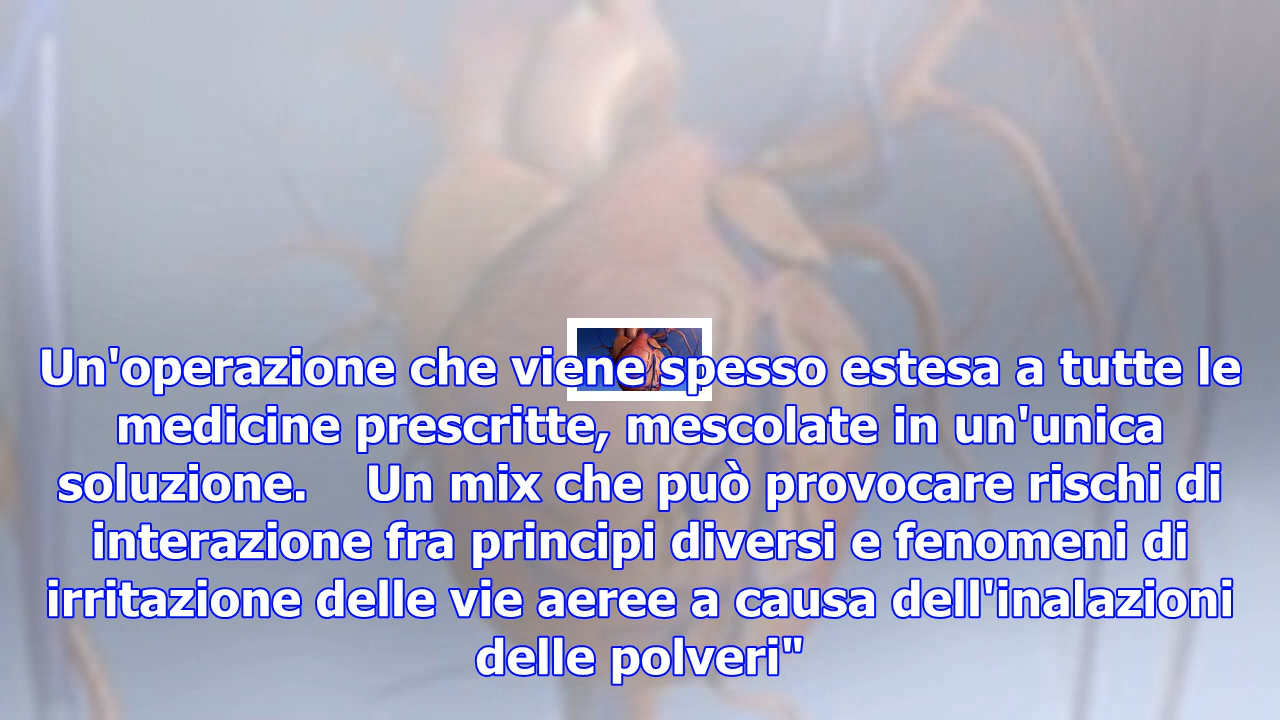 Un'operazione che viene spesso estesa a tutte le
medicine prescritte, mescolate in un'unica
soluzione.    Un mix che può provocare rischi di
interazione fra principi diversi e fenomeni di
irritazione delle vie aeree a causa dell'inalazioni
delle polveri"